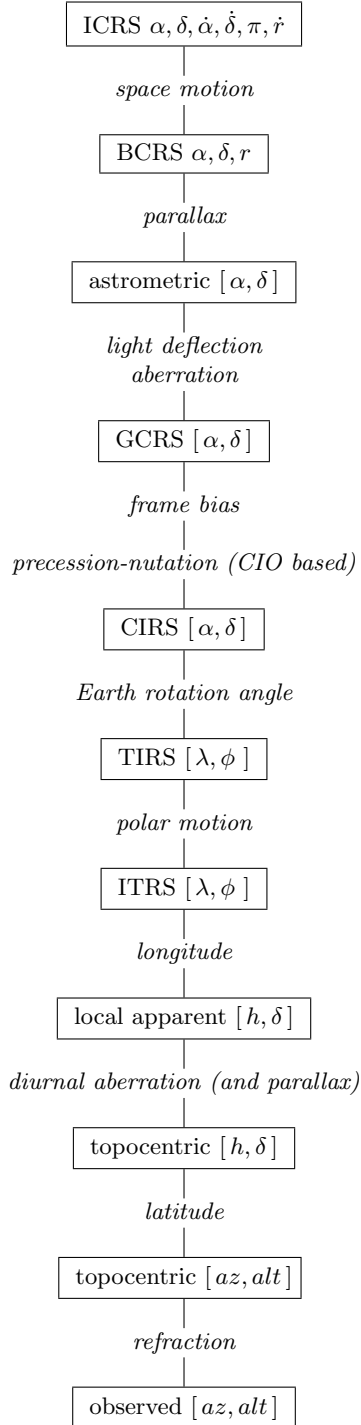 ICRS α, δ, α̇, δ̇, π, ṙ
space motion
BCRS α, δ, r
parallax
astrometric [ α, δ ]
light deflection
aberration
GCRS [ α, δ ]
frame bias
precession-nutation (CIO based)
CIRS [ α, δ ]
Earth rotation angle
TIRS [ λ, ϕ ]
polar motion
ITRS [ λ, ϕ ]
longitude
local apparent [ h, δ ]
diurnal aberration (and parallax)
topocentric [ h, δ ]
latitude
topocentric [ az, alt ]
refraction
observed [ az, alt ]